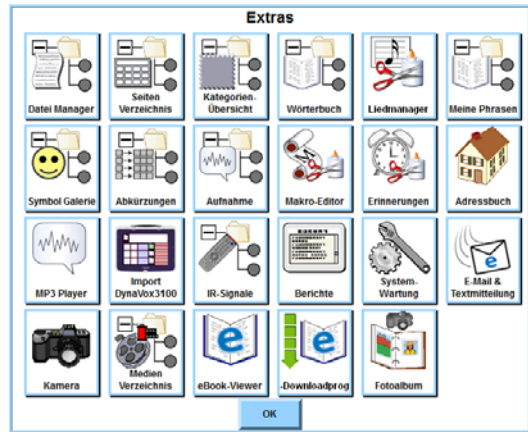 Extras
Datei Manager
Seiten
Verzeichnis
Kategorien-
Übersicht
Wörterbuch
Liedmanager
Meine Phrasen
Symbol Galerie
Abkürzungen
Aufnahme
Makro-Editor
Erinnerungen
Adressbuch
MP3 Player
Import
DynaVox3100
IR-Signale
Berichte
System-
Wartung
E-Mail &
Textmitteilung
Kamera
Medien
Verzeichnis
eBook-Viewer
-Downloadprog
Fotoalbum
OK